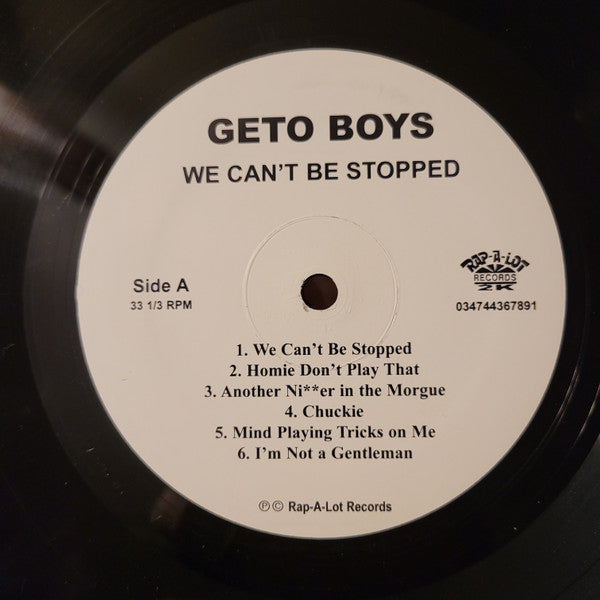 GETO BOYS
WE CAN'T BE STOPPED
Side A
33 1/3 RPM
RAP-A-LOT
RECORDS
2K
034744367891
1. We Can't Be Stopped
2. Homie Don't Play That
3. Another Ni**er in the Morgue
4. Chuckie
5. Mind Playing Tricks on Me
6. I'm Not a Gentleman
℗ © Rap-A-Lot Records